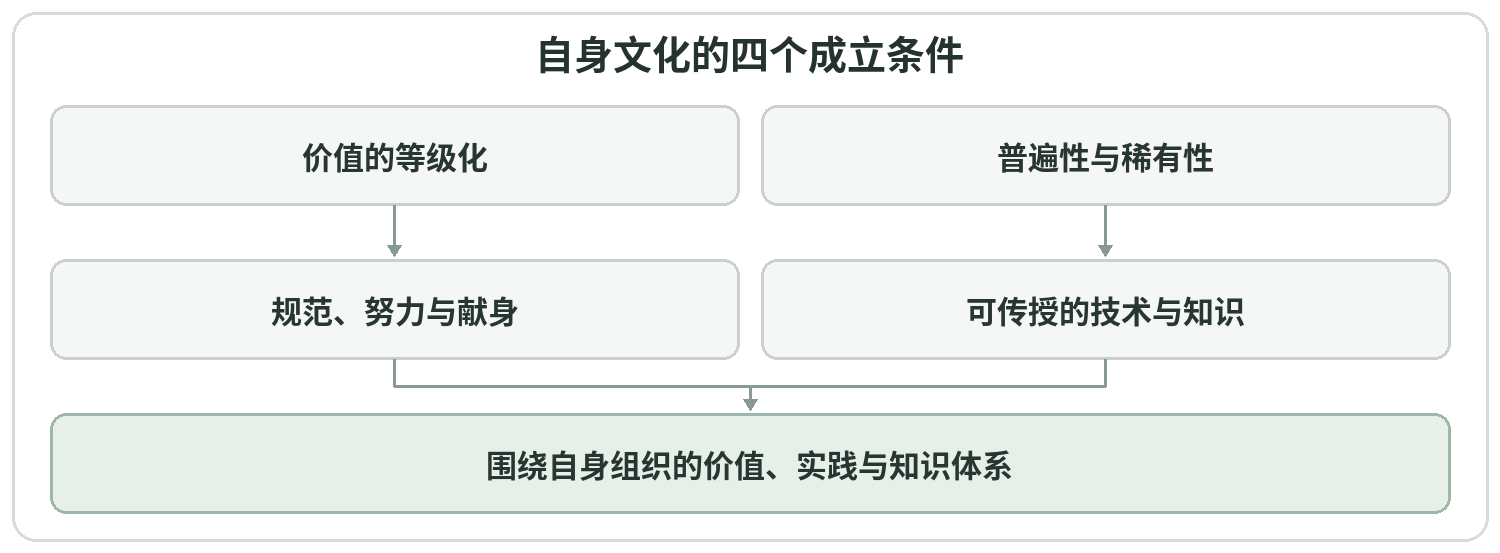 自身文化的四个成立条件
价值的等级化
普遍性与稀有性
规范、努力与献身
可传授的技术与知识
围绕自身组织的价值、实践与知识体系